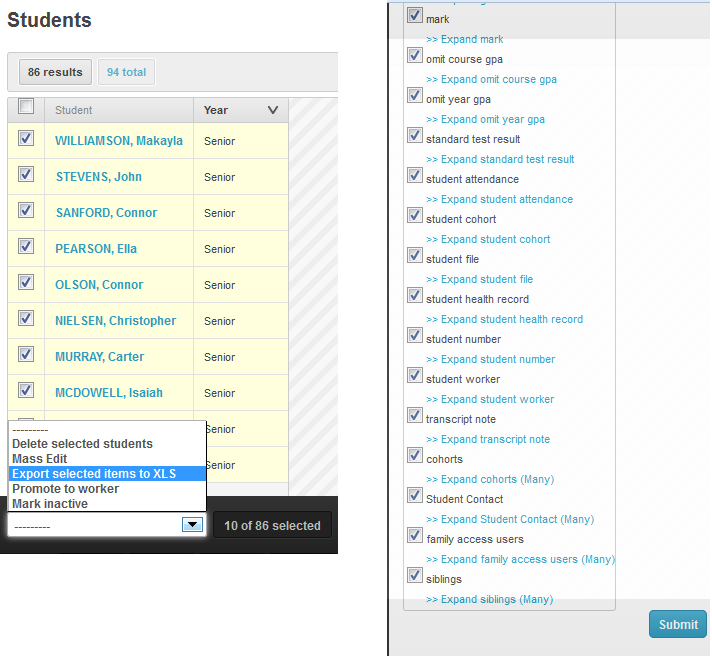 Students
86 results 94 total
Student Year
WILLIAMSON, Makayla Senior
STEVENS, John Senior
SANFORD, Connor Senior
PEARSON, Ella Senior
OLSON, Connor Senior
NIELSEN, Christopher Senior
MURRAY, Carter Senior
MCDOWELL, Isaiah Senior
Senior
Senior
---------
Delete selected students
Mass Edit
Export selected items to XLS
Promote to worker
Mark inactive
--------- 10 of 86 selected
mark
>> Expand mark
omit course gpa
>> Expand omit course gpa
omit year gpa
>> Expand omit year gpa
standard test result
>> Expand standard test result
student attendance
>> Expand student attendance
student cohort
>> Expand student cohort
student file
>> Expand student file
student health record
>> Expand student health record
student number
>> Expand student number
student worker
>> Expand student worker
transcript note
>> Expand transcript note
cohorts
>> Expand cohorts (Many)
Student Contact
>> Expand Student Contact (Many)
family access users
>> Expand family access users (Many)
siblings
>> Expand siblings (Many)
Submit